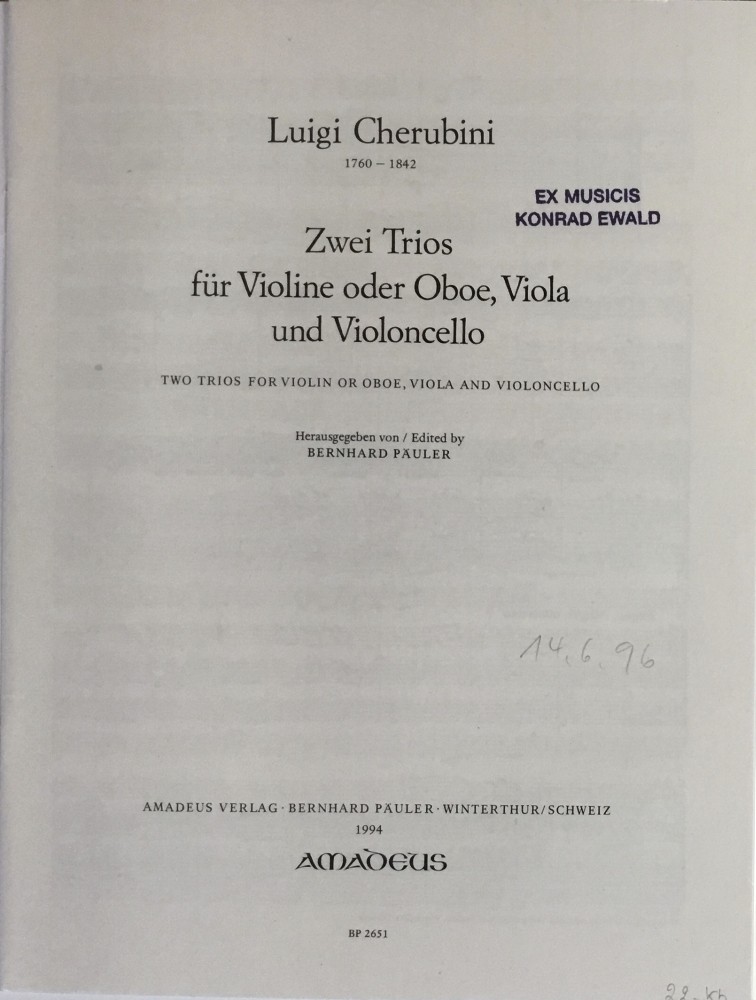 Luigi Cherubini
1760 – 1842
EX MUSICIS
KONRAD EWALD
Zwei Trios
für Violine oder Oboe, Viola
und Violoncello
TWO TRIOS FOR VIOLIN OR OBOE, VIOLA AND VIOLONCELLO
Herausgegeben von / Edited by
BERNHARD PÄULER
14.6.96
AMADEUS VERLAG · BERNHARD PÄULER · WINTERTHUR/SCHWEIZ
1994
AMADEUS
BP 2651